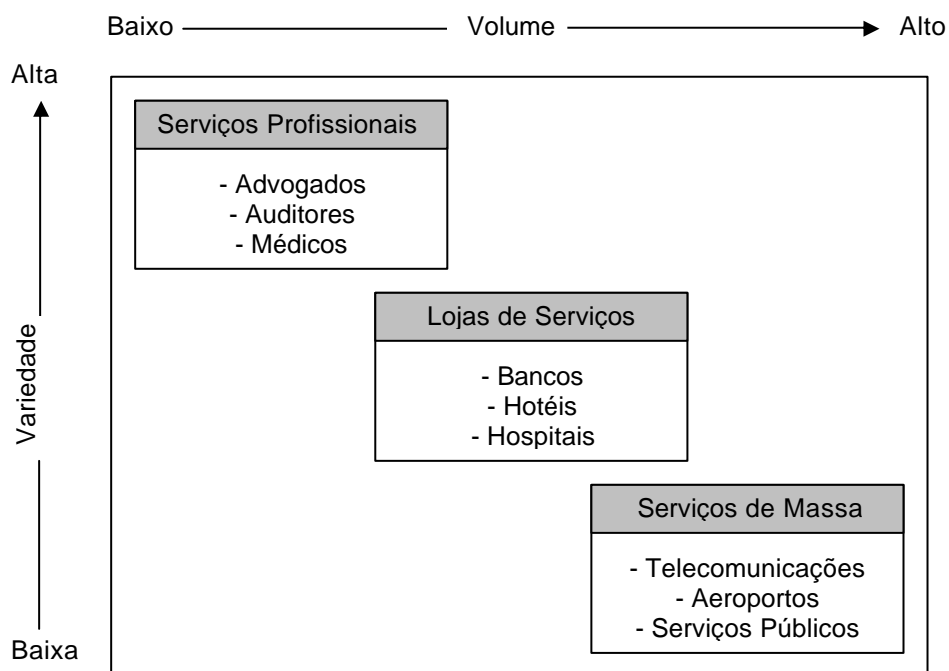 Baixo Volume Alto
Alta
Serviços Profissionais
- Advogados
- Auditores
- Médicos
Lojas de Serviços
- Bancos
- Hotéis
- Hospitais
Variedade
Serviços de Massa
- Telecomunicações
- Aeroportos
- Serviços Públicos
Baixa